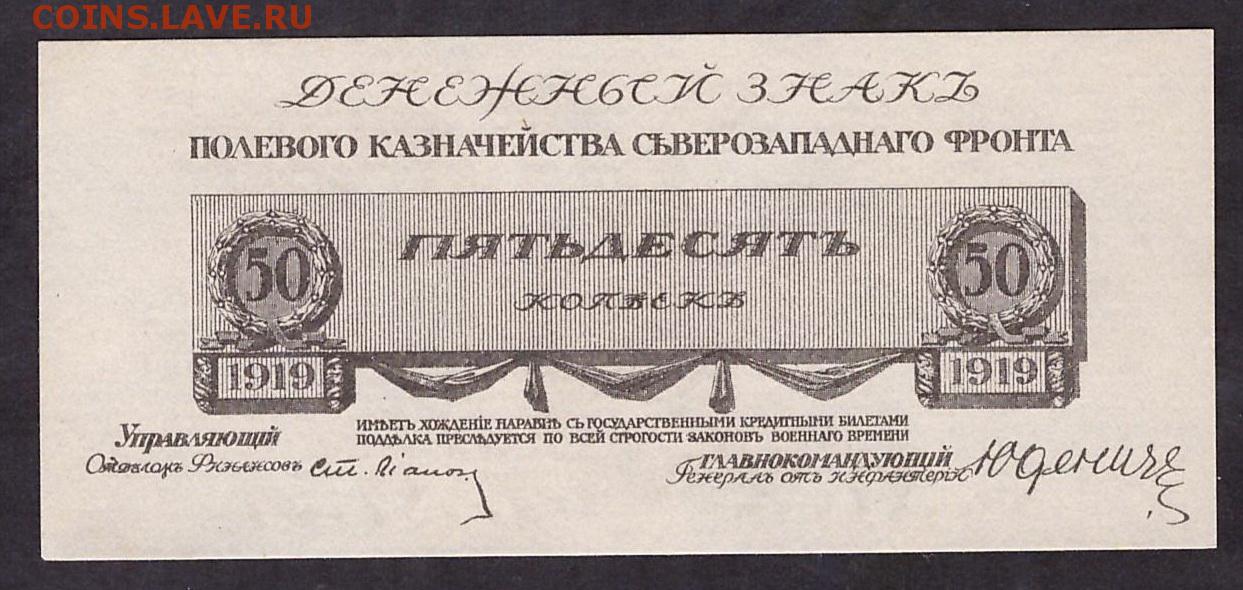 COINS.LAVE.RU
ДЕНЕЖНЫЙ ЗНАКЪ
ПОЛЕВОГО КАЗНАЧЕЙСТВА СѢВЕРОЗАПАДНАГО ФРОНТА
ПЯТЬДЕСЯТЪ
КОПѢЕКЪ
50 50
1919 1919
ИМѢЕТЪ ХОЖДЕНІЕ НАРАВНѢ СЪ ГОСУДАРСТВЕННЫМИ КРЕДИТНЫМИ БИЛЕТАМИ
ПОДДѢЛКА ПРЕСЛѢДУЕТСЯ ПО ВСЕЙ СТРОГОСТИ ЗАКОНОВЪ ВОЕННАГО ВРЕМЕНИ
УПРАВЛЯЮЩІЙ
Отдѣломъ Финансовъ
ГЛАВНОКОМАНДУЮЩІЙ
Генералъ отъ инфантеріи Юденичъ